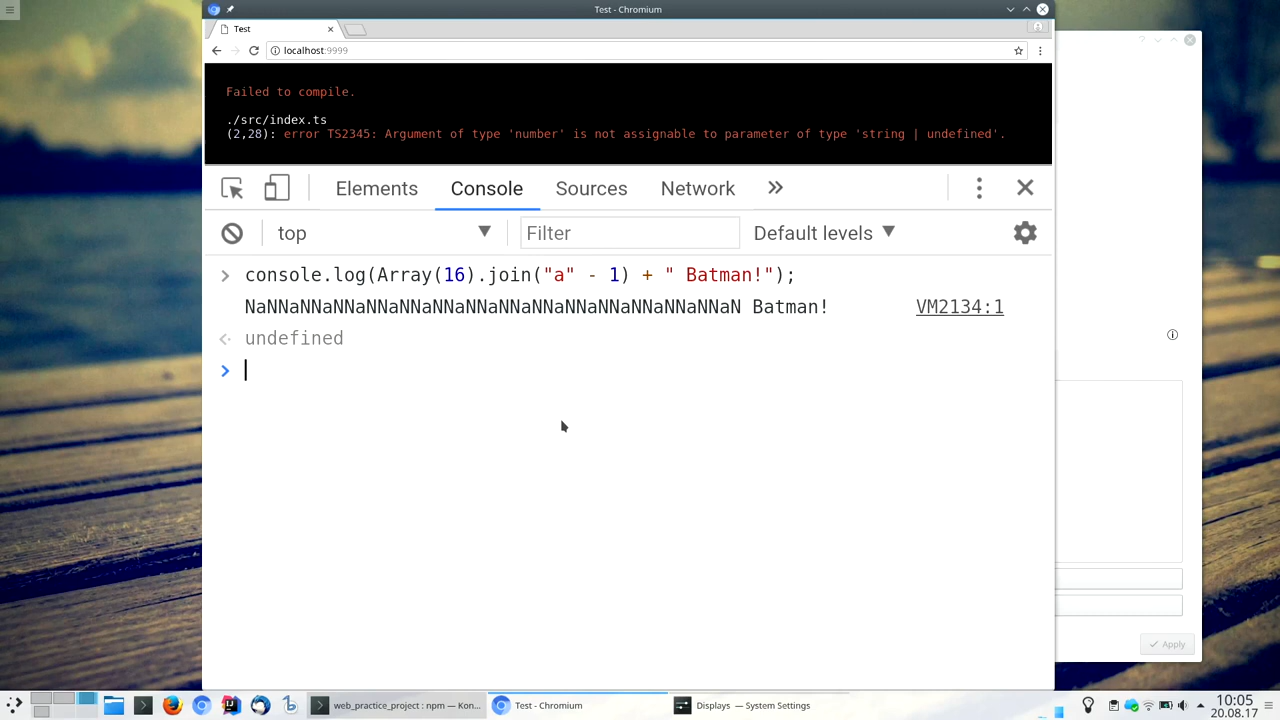 Test - Chromium
Test
localhost:9999
Failed to compile.
./src/index.ts
(2,28): error TS2345: Argument of type 'number' is not assignable to parameter of type 'string | undefined'.
Elements Console Sources Network
top Filter Default levels
console.log(Array(16).join("a" - 1) + " Batman!");
NaNNaNNaNNaNNaNNaNNaNNaNNaNNaNNaNNaNNaNNaNNaN Batman! VM2134:1
undefined
Apply
web_practice_project : npm — Kon... Test - Chromium Displays — System Settings 10:05
20.08.17